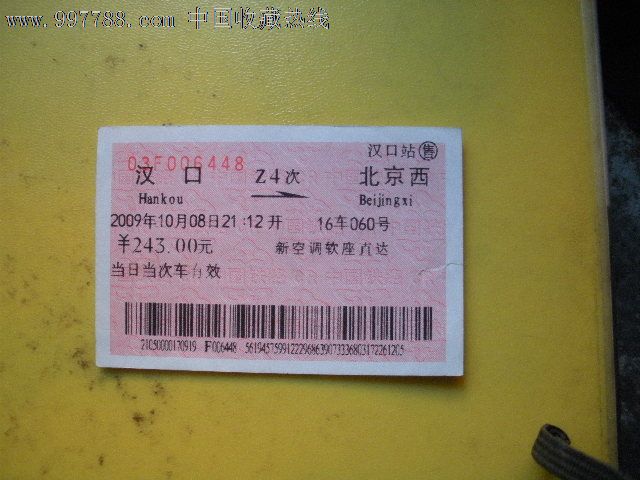 www.997788.com 中国收藏热线
03F006448
汉口站售
汉 口 Z4次 北京西
Hankou Beijingxi
2009年10月08日21:12开 16车060号
¥243.00元 新空调软座直达
当日当次车有效
21050000170919 F006448 5619457599122296863907333680317226 1205